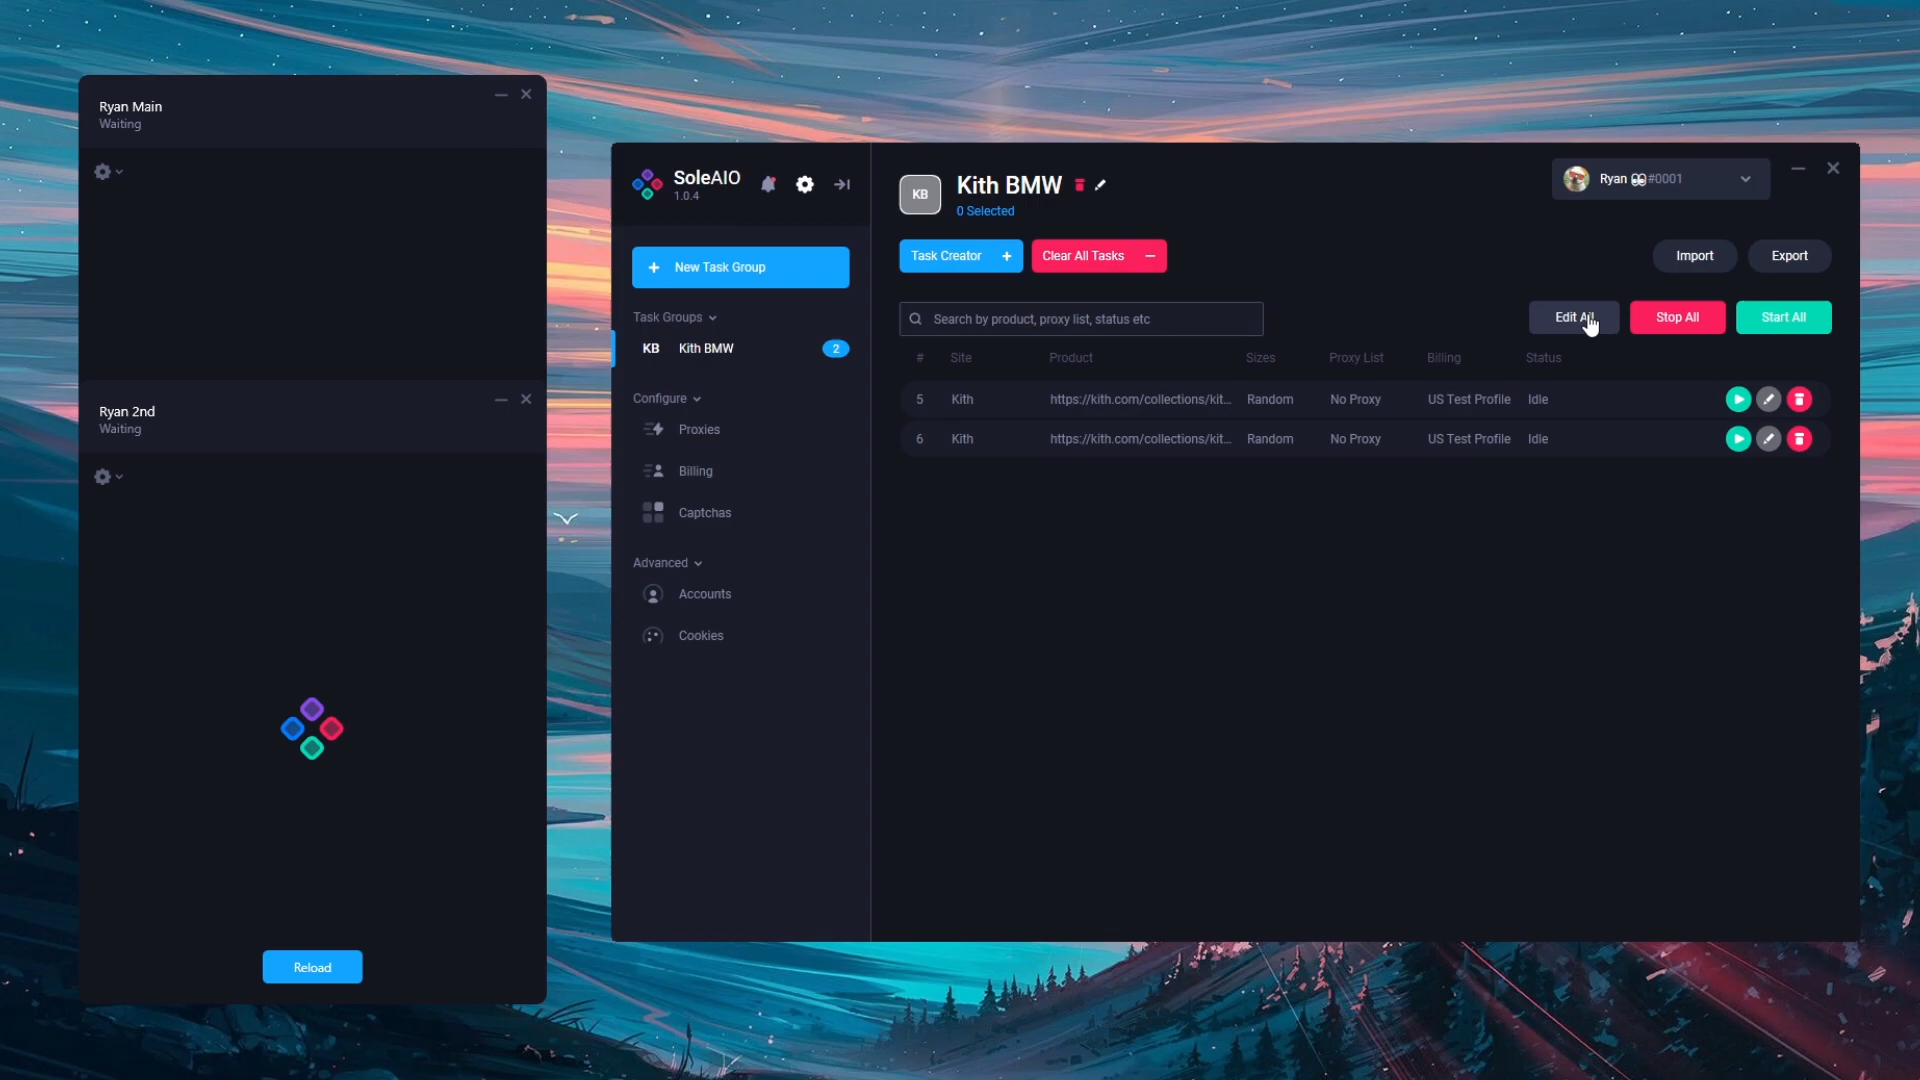 Ryan Main
Waiting
Ryan 2nd
Waiting
Reload
SoleAIO
1.0.4
New Task Group
Task Groups
KB Kith BMW 2
Configure
Proxies
Billing
Captchas
Advanced
Accounts
Cookies
KB
Kith BMW
0 Selected
Ryan #0001
Task Creator +
Clear All Tasks −
Import
Export
Search by product, proxy list, status etc
Edit All
Stop All
Start All
# Site Product Sizes Proxy List Billing Status
5 Kith https://kith.com/collections/kit... Random No Proxy US Test Profile Idle
6 Kith https://kith.com/collections/kit... Random No Proxy US Test Profile Idle